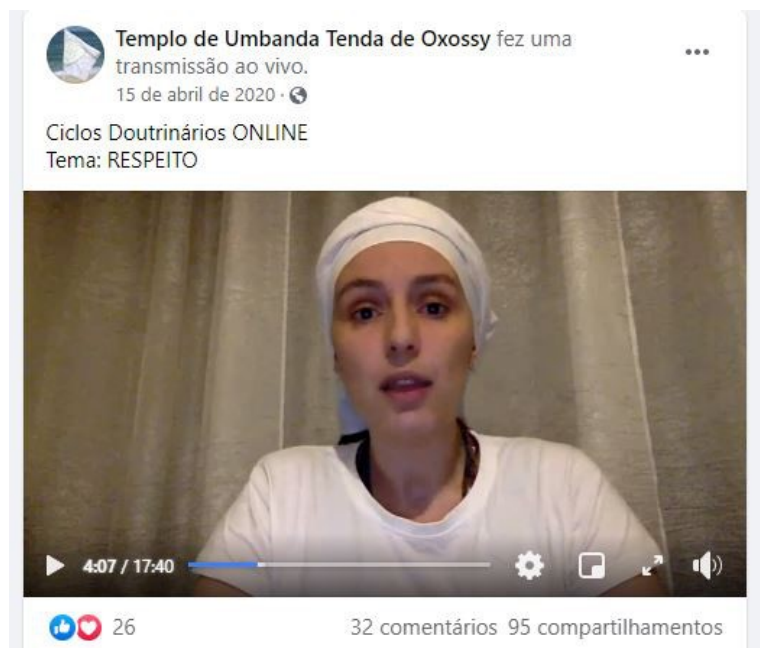 Templo de Umbanda Tenda de Oxossy fez uma
transmissão ao vivo.
15 de abril de 2020 ·
Ciclos Doutrinários ONLINE
Tema: RESPEITO
4:07 / 17:40
26
32 comentários 95 compartilhamentos